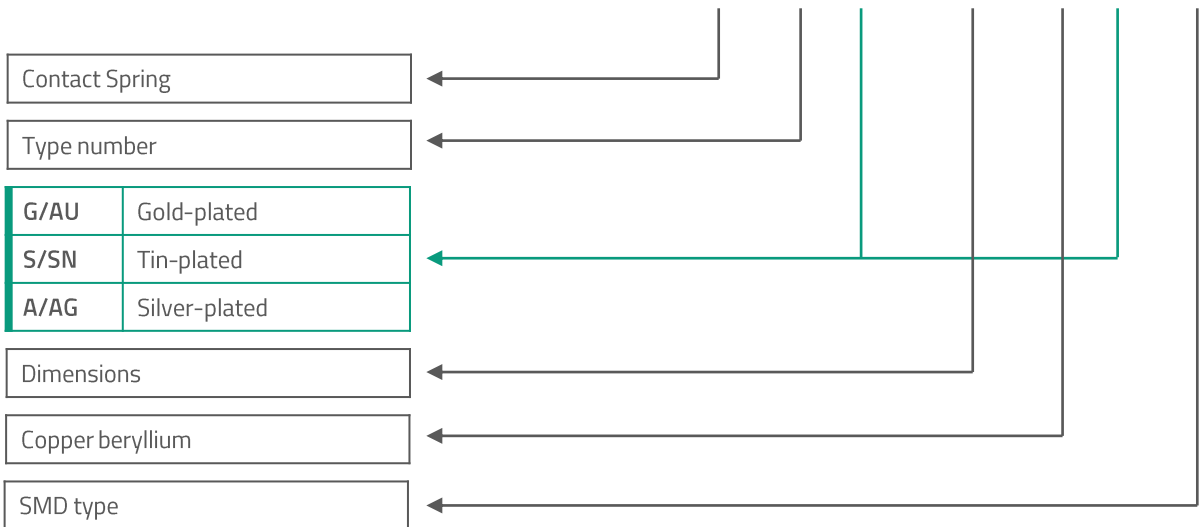 Contact Spring
Type number
G/AU Gold-plated
S/SN Tin-plated
A/AG Silver-plated
Dimensions
Copper beryllium
SMD type